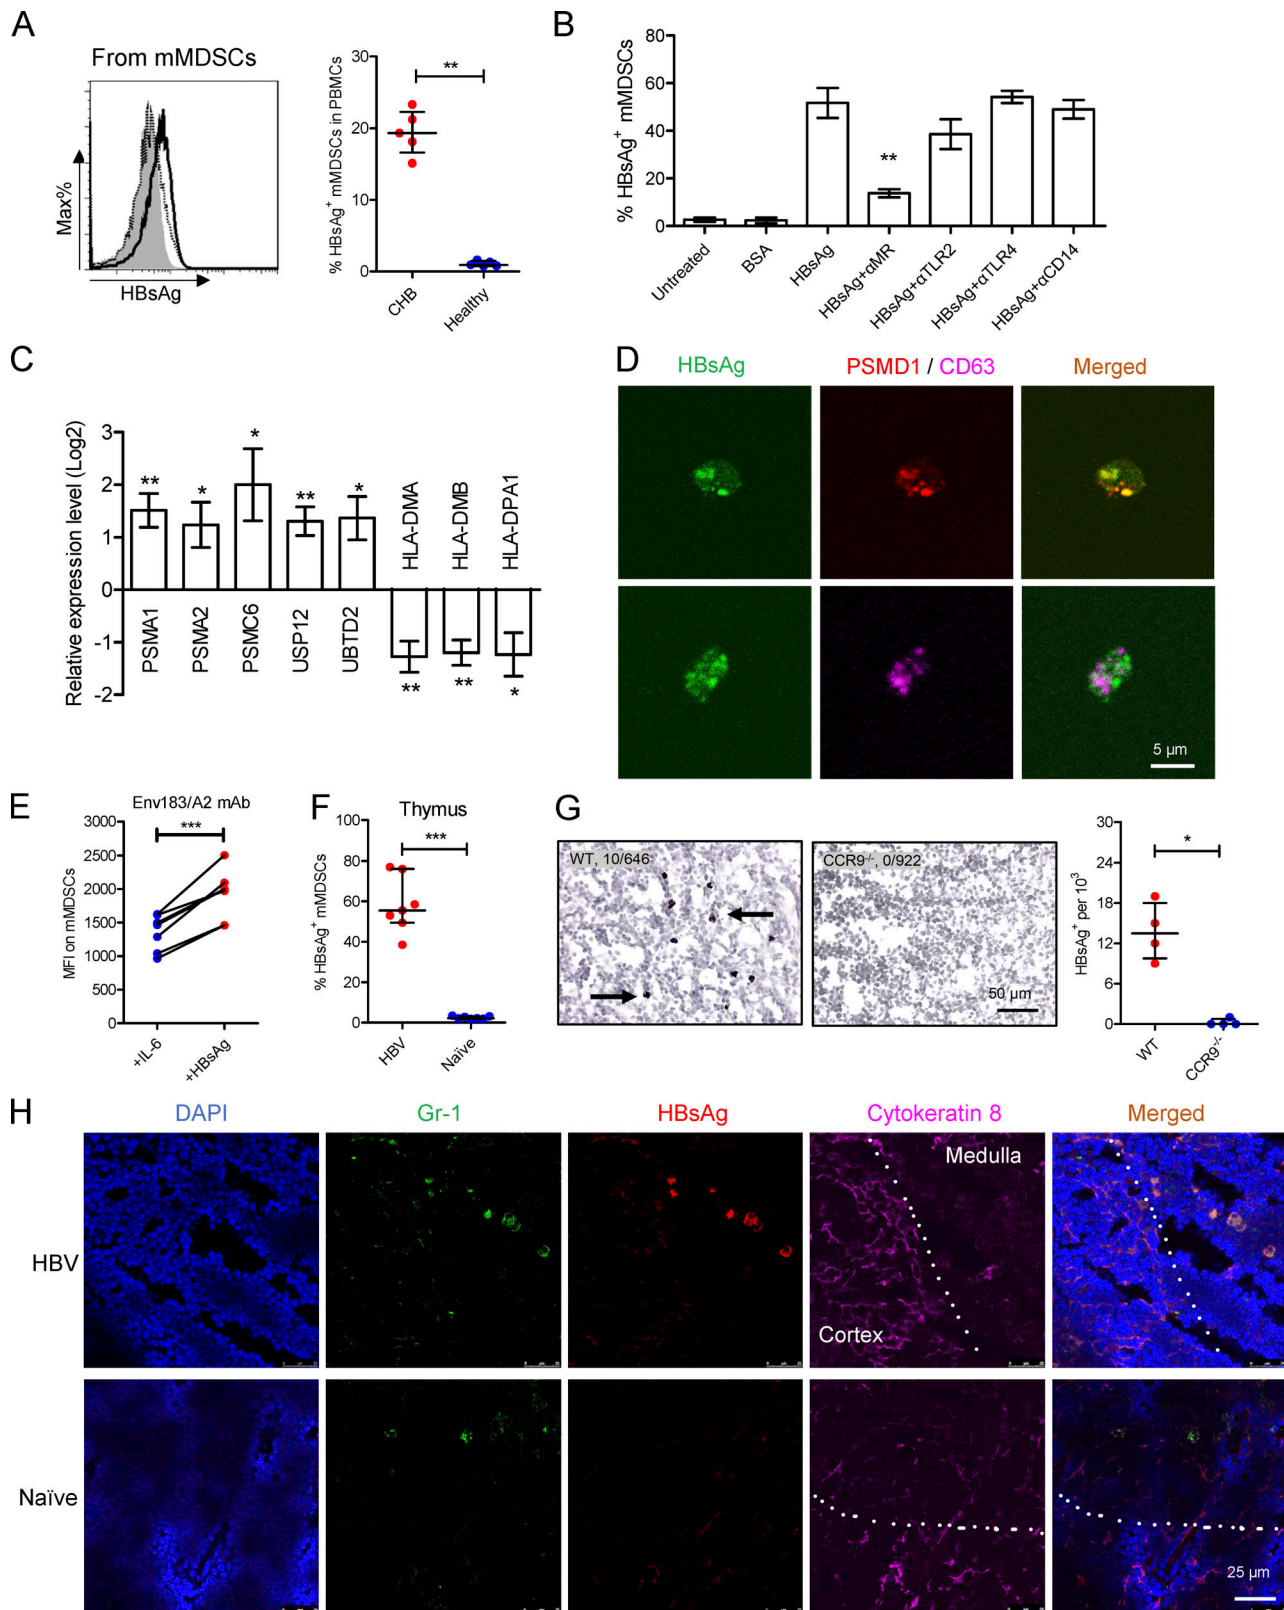 A
From mMDSCs
Max%
HBsAg
% HBsAg⁺ mMDSCs in PBMCs
30
20
10
0
**
CHB
Healthy
B
% HBsAg⁺ mMDSCs
80
60
40
20
0
**
Untreated
BSA
HBsAg
HBsAg+αMR
HBsAg+αTLR2
HBsAg+αTLR4
HBsAg+αCD14
C
Relative expression level (Log2)
3
2
1
0
-1
-2
**
*
*
**
*
HLA-DMA
HLA-DMB
HLA-DPA1
PSMA1
PSMA2
PSMC6
USP12
UBTD2
**
**
*
D
HBsAg
PSMD1 / CD63
Merged
5 µm
E
Env183/A2 mAb
MFI on mMDSCs
3000
2500
2000
1500
1000
500
0
***
+IL-6
+HBsAg
F
Thymus
% HBsAg⁺ mMDSCs
100
80
60
40
20
0
***
HBV
Naïve
G
WT, 10/646
CCR9⁻/⁻, 0/922
50 µm
HBsAg⁺ per 10³
30
24
18
12
6
0
*
WT
CCR9⁻/⁻
H
DAPI
Gr-1
HBsAg
Cytokeratin 8
Merged
HBV
Medulla
Cortex
Naïve
25 µm